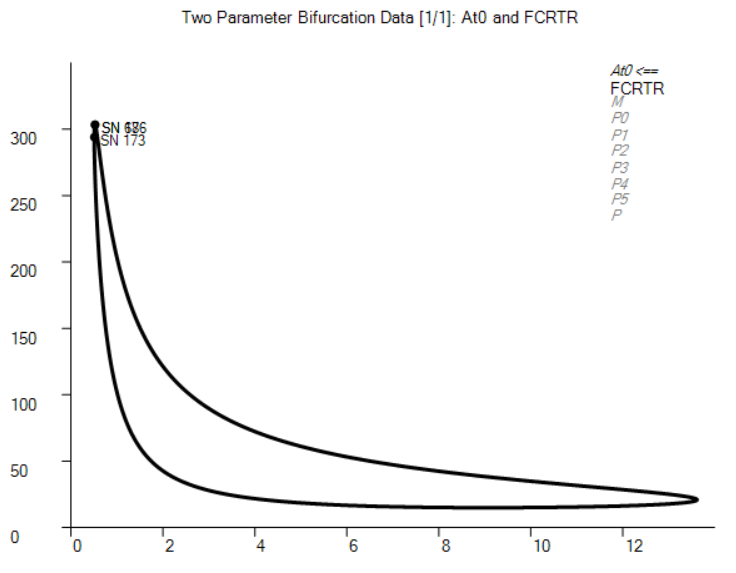 Two Parameter Bifurcation Data [1/1]: At0 and FCRTR
At0 <==
FCRTR
M
P0
P1
P2
P3
P4
P5
P
SN
SN 173
300
250
200
150
100
50
0
0 2 4 6 8 10 12